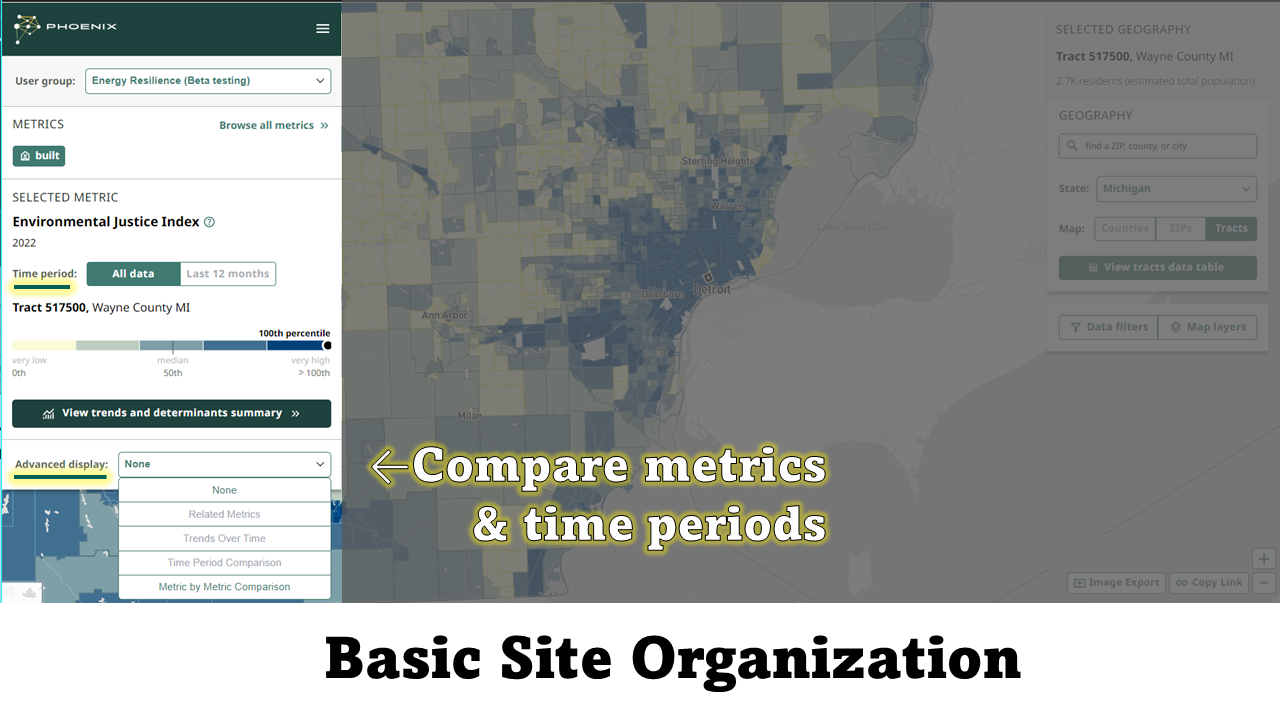 PHOENIX
User group: Energy Resilience (Beta testing)
METRICS
Browse all metrics »
built
SELECTED METRIC
Environmental Justice Index ?
2022
Time period: All data Last 12 months
Tract 517500, Wayne County MI
100th percentile
very low median very high
0th 50th > 100th
View trends and determinants summary »
Advanced display: None
None
Related Metrics
Trends Over Time
Time Period Comparison
Metric by Metric Comparison
Sterling Heights
Warren
Lake Saint Clair
Dearborn
Detroit
Ann Arbor
Milan
←Compare metrics
& time periods
SELECTED GEOGRAPHY
Tract 517500, Wayne County MI
2.7K residents (estimated total population)
GEOGRAPHY
find a ZIP, county, or city
State: Michigan
Map: Counties ZIPs Tracts
View tracts data table
Data filters Map layers
+
Image Export Copy Link −
Basic Site Organization